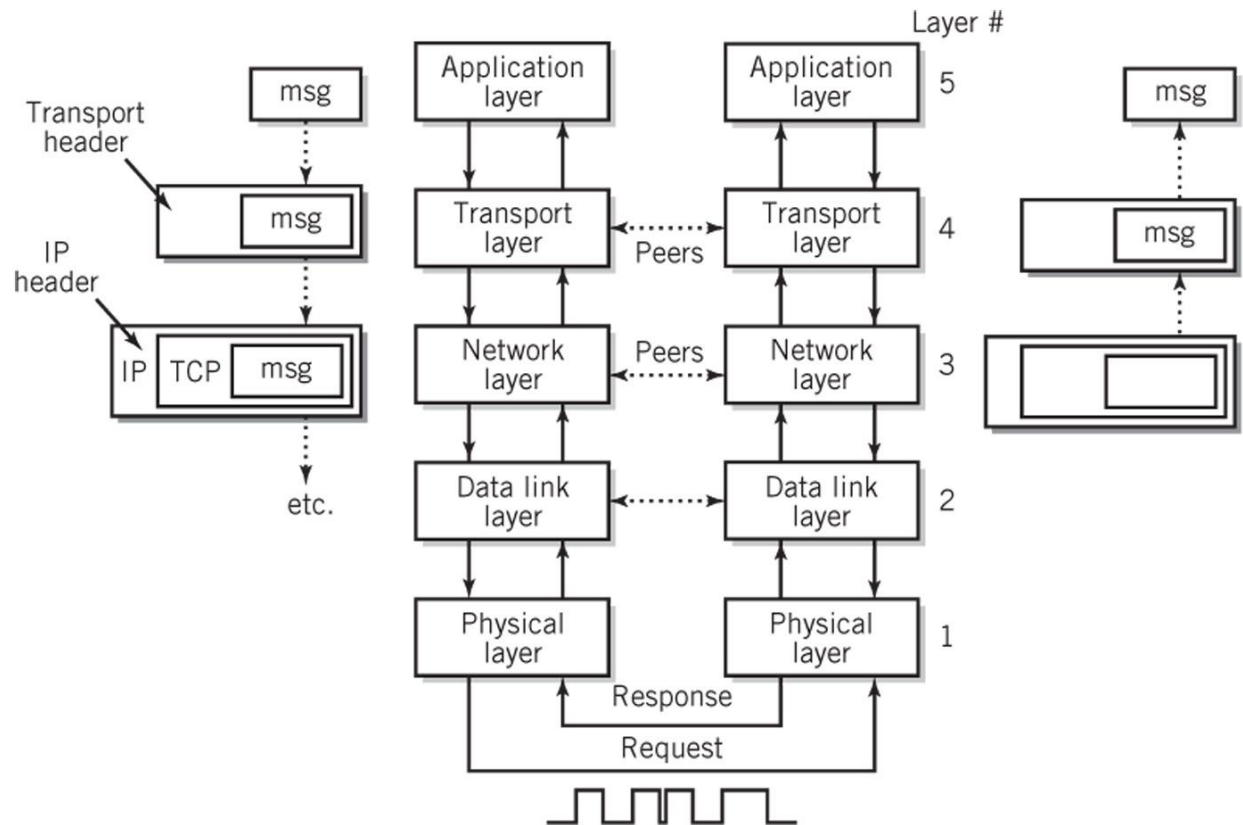 Layer #
Application
layer
Application
layer
5
msg
msg
Transport
header
msg
Transport
layer
Peers
Transport
layer
4
msg
IP
header
IP
TCP
msg
Network
layer
Peers
Network
layer
3
etc.
Data link
layer
Data link
layer
2
Physical
layer
Physical
layer
1
Response
Request